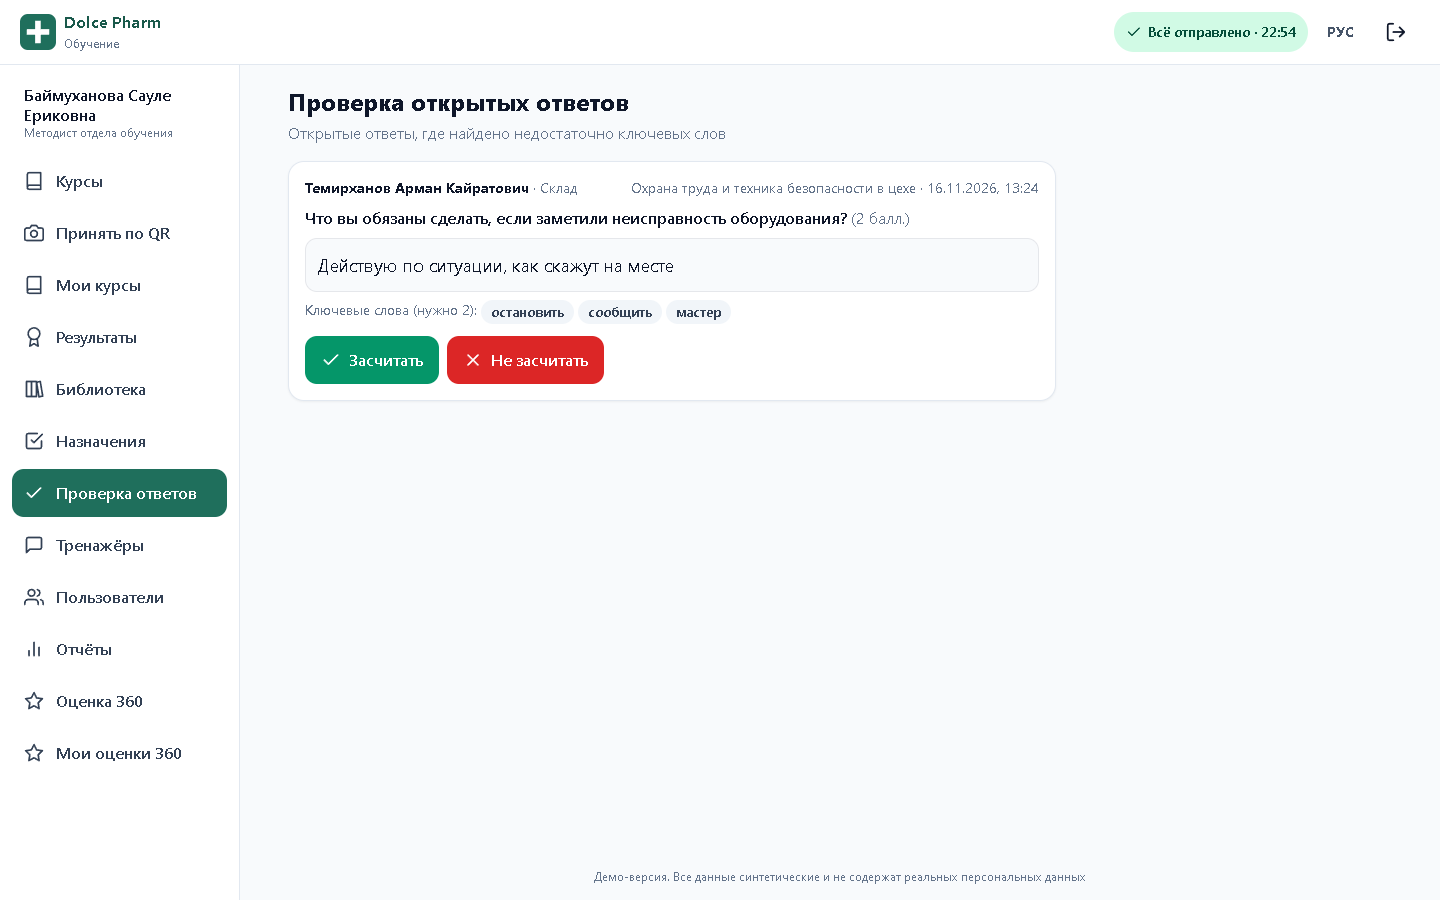 Dolce Pharm
Обучение
Всё отправлено · 22:54
РУС
Баймуханова Сауле
Ериковна
Методист отдела обучения
Курсы
Принять по QR
Мои курсы
Результаты
Библиотека
Назначения
Проверка ответов
Тренажёры
Пользователи
Отчёты
Оценка 360
Мои оценки 360
Проверка открытых ответов
Открытые ответы, где найдено недостаточно ключевых слов
Темирханов Арман Кайратович · Склад
Охрана труда и техника безопасности в цехе · 16.11.2026, 13:24
Что вы обязаны сделать, если заметили неисправность оборудования? (2 балл.)
Действую по ситуации, как скажут на месте
Ключевые слова (нужно 2): остановить сообщить мастер
Засчитать
Не засчитать
Демо-версия. Все данные синтетические и не содержат реальных персональных данных